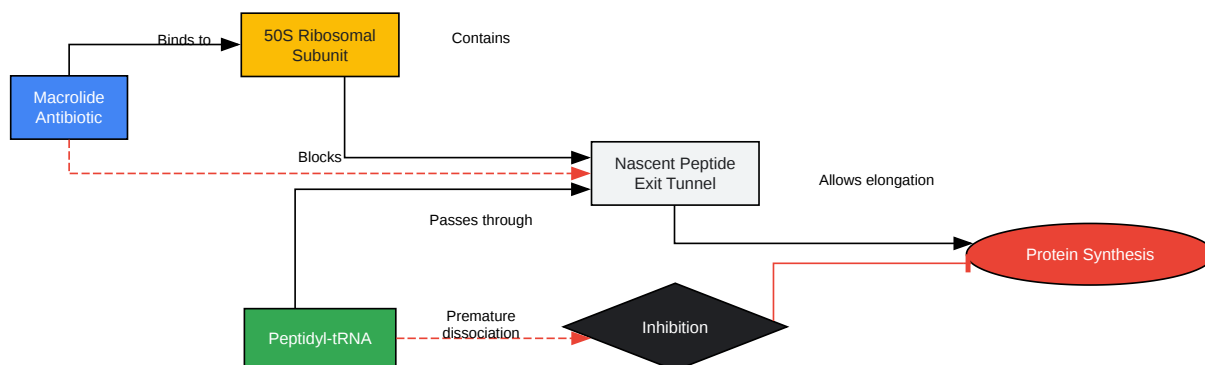 Binds to
50S Ribosomal
Subunit
Contains
Macrolide
Antibiotic
Blocks
Nascent Peptide
Exit Tunnel
Allows elongation
Passes through
Protein Synthesis
Premature
dissociation
Peptidyl-tRNA
Inhibition